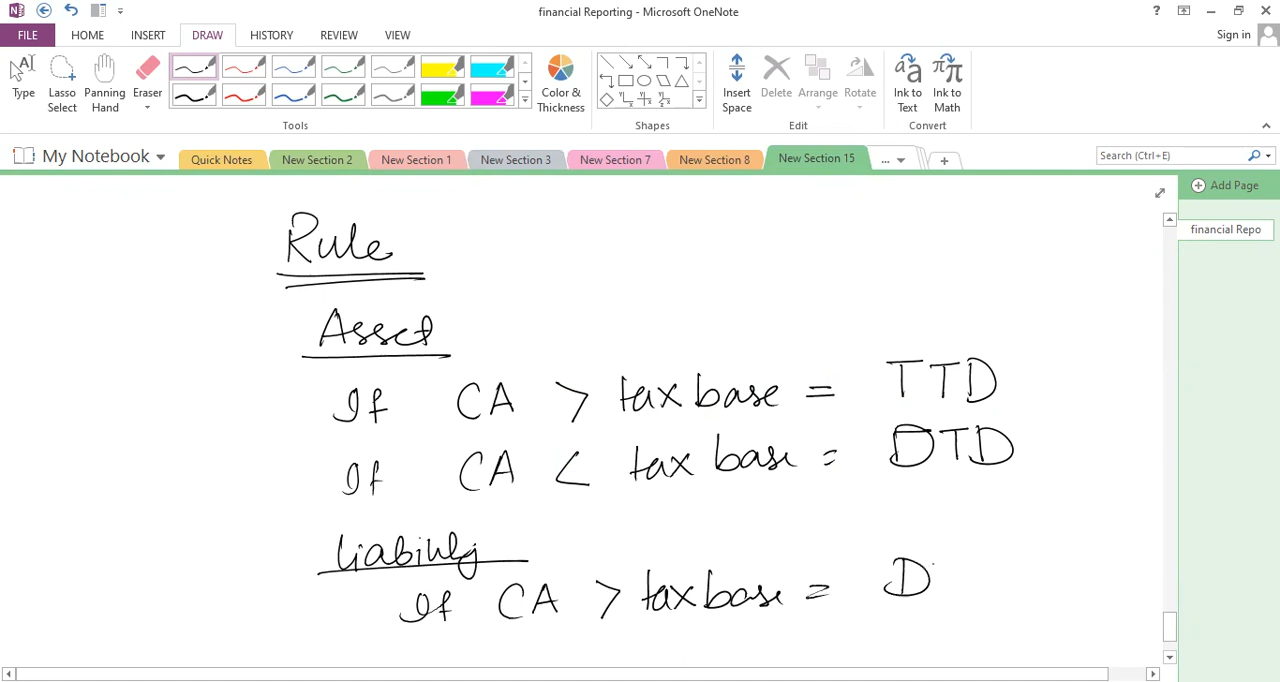 financial Reporting - Microsoft OneNote
?
FILE HOME INSERT DRAW HISTORY REVIEW VIEW Sign in
Type Lasso Select Panning Hand Eraser Color & Thickness Insert Space Delete Arrange Rotate Ink to Text Ink to Math
Tools Shapes Edit Convert
My Notebook Quick Notes New Section 2 New Section 1 New Section 3 New Section 7 New Section 8 New Section 15 ... Search (Ctrl+E)
Add Page
financial Repo
Rule
Asset
If CA > tax base = TTD
If CA < tax base = DTD
Liability
If CA > tax base = D